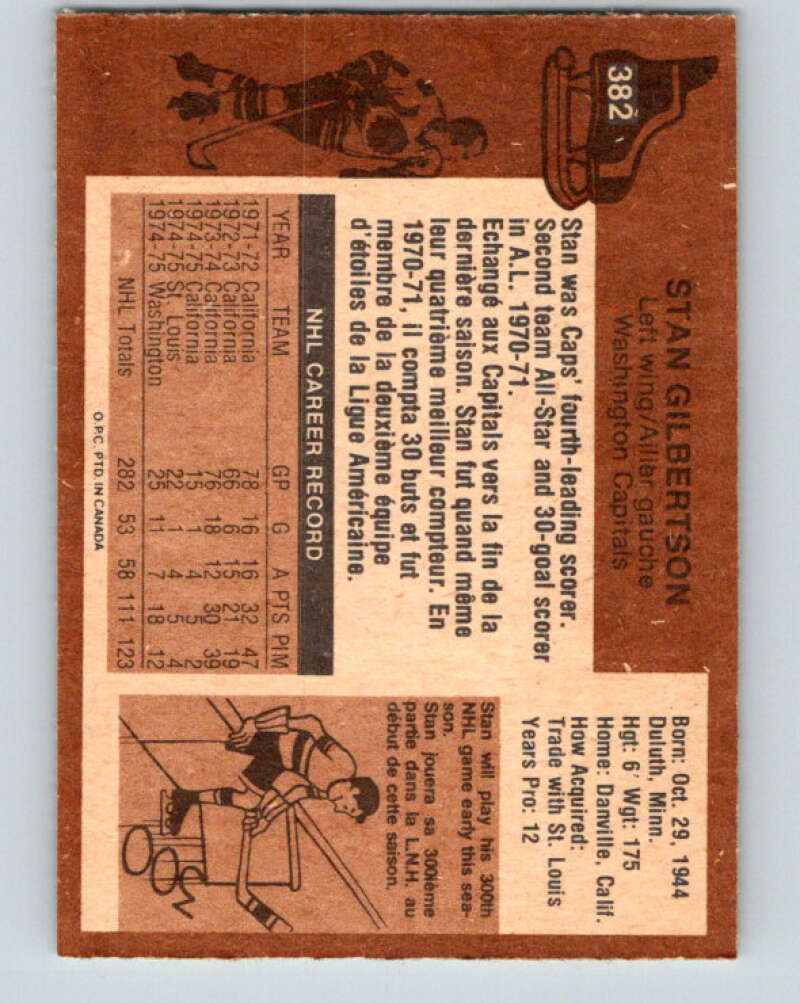 382
STAN GILBERTSON
Left wing/Ailier gauche
Washington Capitals
Born: Oct. 29, 1944
Duluth, Minn.
Hgt: 6' Wgt: 175
Home: Danville, Calif.
How Acquired:
Trade with St. Louis
Years Pro: 12
Stan was Caps' fourth-leading scorer.
Second team All-Star and 30-goal scorer
in A.L. 1970-71.
Echangé aux Capitals vers la fin de la
dernière saison. Stan fut quand même
leur quatrième meilleur compteur. En
1970-71, il compta 30 buts et fut
membre de la deuxième équipe
d'étoiles de la Ligue Américaine.
NHL CAREER RECORD
YEAR TEAM GP G A PTS PIM
1971-72 California 78 16 16 32 47
1972-73 California 66 6 15 21 19
1973-74 California 76 18 12 30 39
1974-75 California 15 1 4 5 2
1974-75 St. Louis 22 1 4 5 4
1974-75 Washington 25 11 7 18 12
NHL Totals 282 53 58 111 123
Stan will play his 300th
NHL game early this sea-
son.
Stan jouera sa 300ième
partie dans la L.N.H. au
début de cette saison.
O.P.C. PTD. IN CANADA